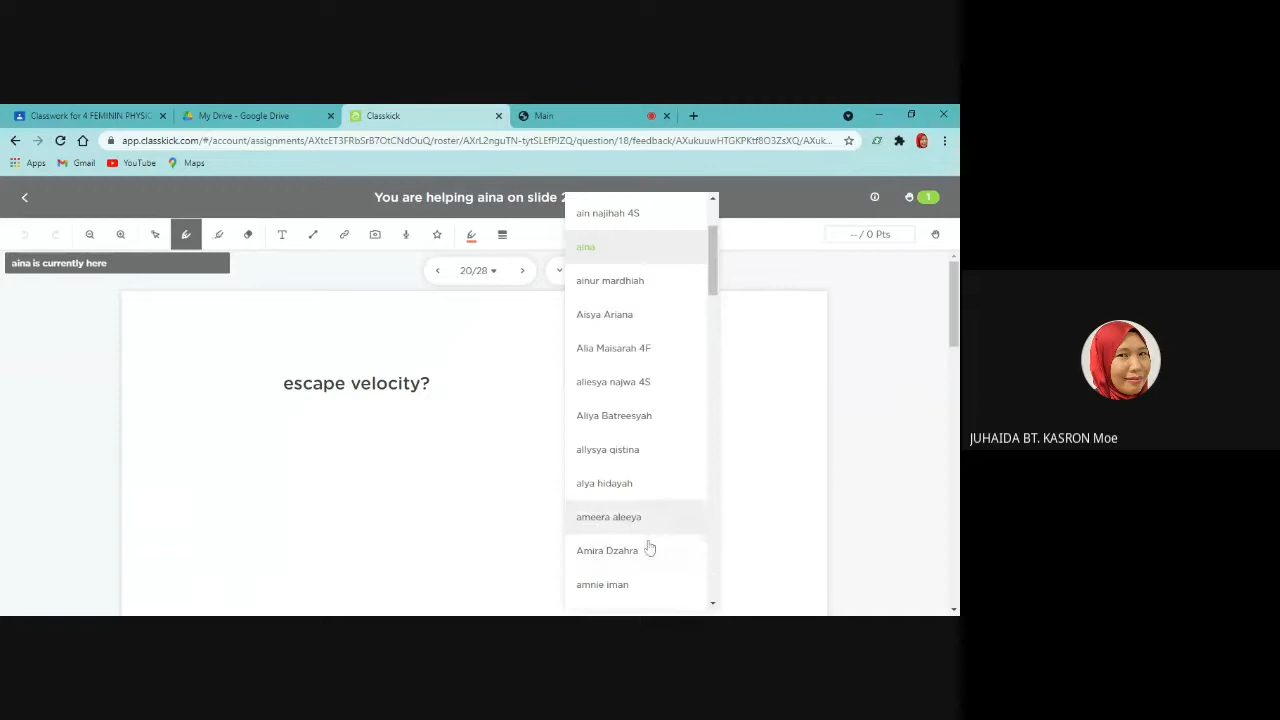 Classwork for 4 FEMININ PHYSIC
My Drive - Google Drive
Classkick
Main
app.classkick.com/#/account/assignments/AXtcET3FRbSrB7OtCNdOuQ/roster/AXrL2nguTN-tytSLEfPJZQ/question/18/feedback/AXukuuwHTGKPKtf8O3ZsXQ/AXuk...
Apps
Gmail
YouTube
Maps
You are helping aina on slide 2
1
-- / 0 Pts
aina is currently here
20/28
escape velocity?
ain najihah 4S
aina
ainur mardhiah
Aisya Ariana
Alia Maisarah 4F
aliesya najwa 4S
Aliya Batreesyah
allysya qistina
alya hidayah
ameera aleeya
Amira Dzahra
amnie iman
JUHAIDA BT. KASRON Moe